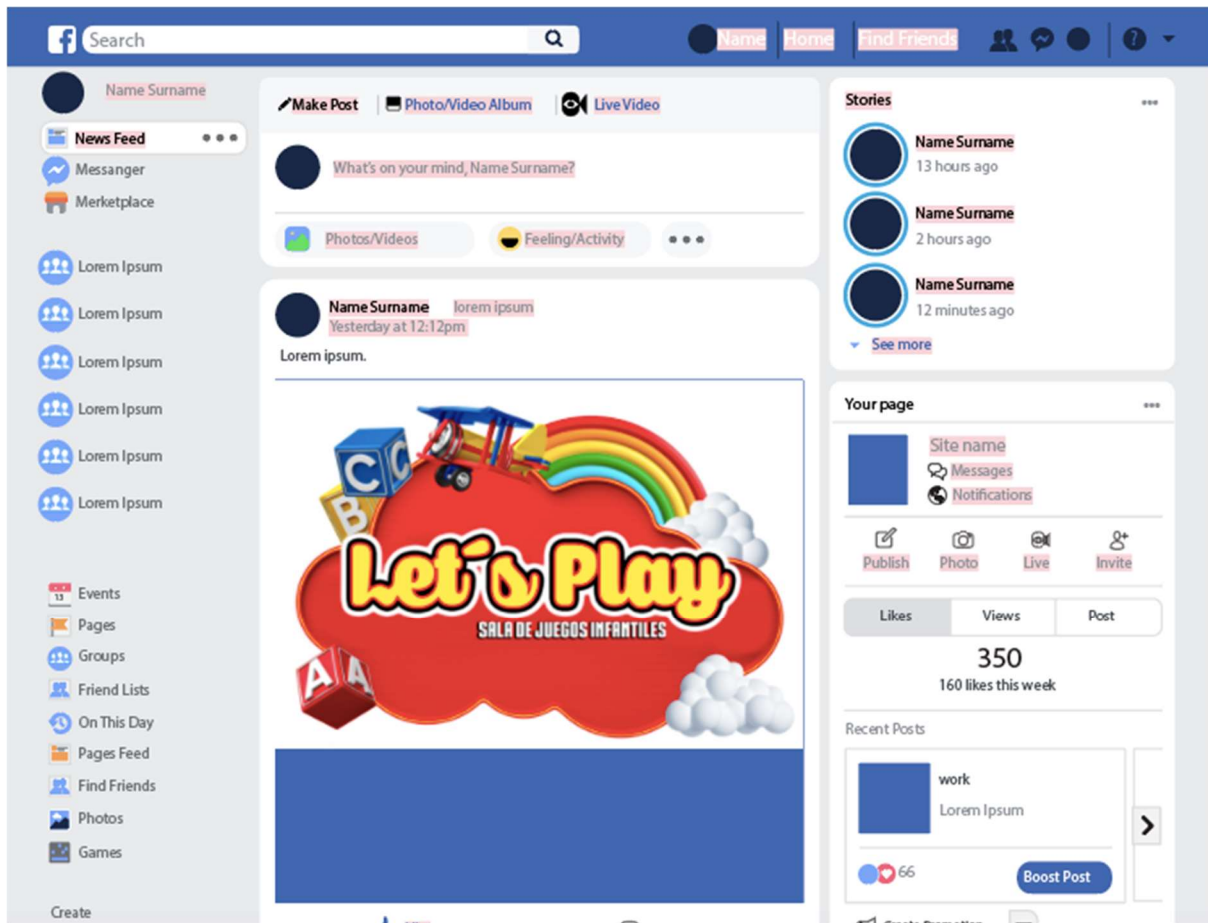 f
Search
Name
Home
Find Friends
?
Name Surname
News Feed
Messanger
Merketplace
Lorem Ipsum
Lorem Ipsum
Lorem Ipsum
Lorem Ipsum
Lorem Ipsum
Lorem Ipsum
13
Events
Pages
Groups
Friend Lists
On This Day
Pages Feed
Find Friends
Photos
Games
Create
Make Post
Photo/Video Album
Live Video
What's on your mind, Name Surname?
Photos/Videos
Feeling/Activity
Name Surname lorem ipsum
Yesterday at 12:12pm
Lorem ipsum.
C C
B
Let´s Play
SALA DE JUEGOS INFANTILES
A A
Stories
Name Surname
13 hours ago
Name Surname
2 hours ago
Name Surname
12 minutes ago
See more
Your page
Site name
Messages
Notifications
Publish
Photo
Live
Invite
Likes
Views
Post
350
160 likes this week
Recent Posts
work
Lorem Ipsum
66
Boost Post
Create Promotion